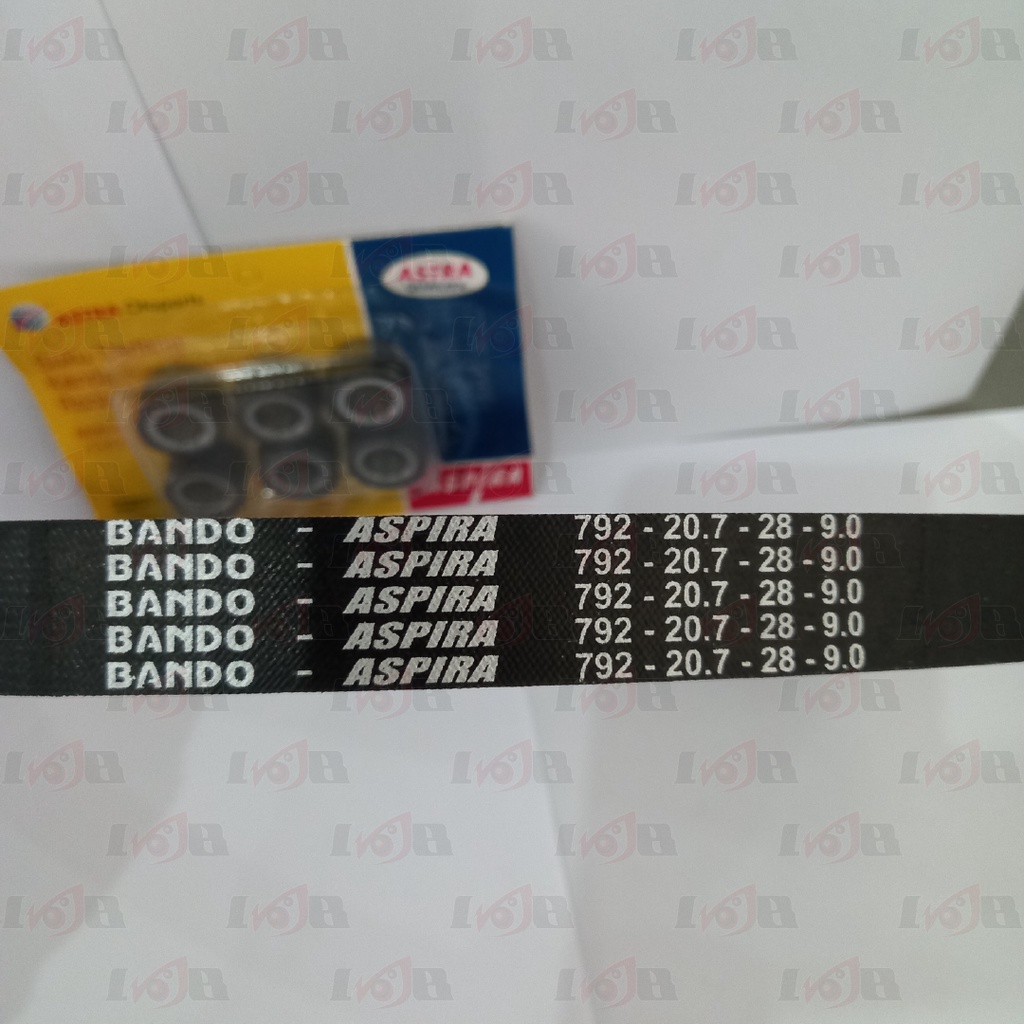 ASTRA Otoparts
ASTRA
ASPIRA
BANDO - ASPIRA 792 - 20.7 - 28 - 9.0
BANDO - ASPIRA 792 - 20.7 - 28 - 9.0
BANDO - ASPIRA 792 - 20.7 - 28 - 9.0
BANDO - ASPIRA 792 - 20.7 - 28 - 9.0
BANDO - ASPIRA 792 - 20.7 - 28 - 9.0